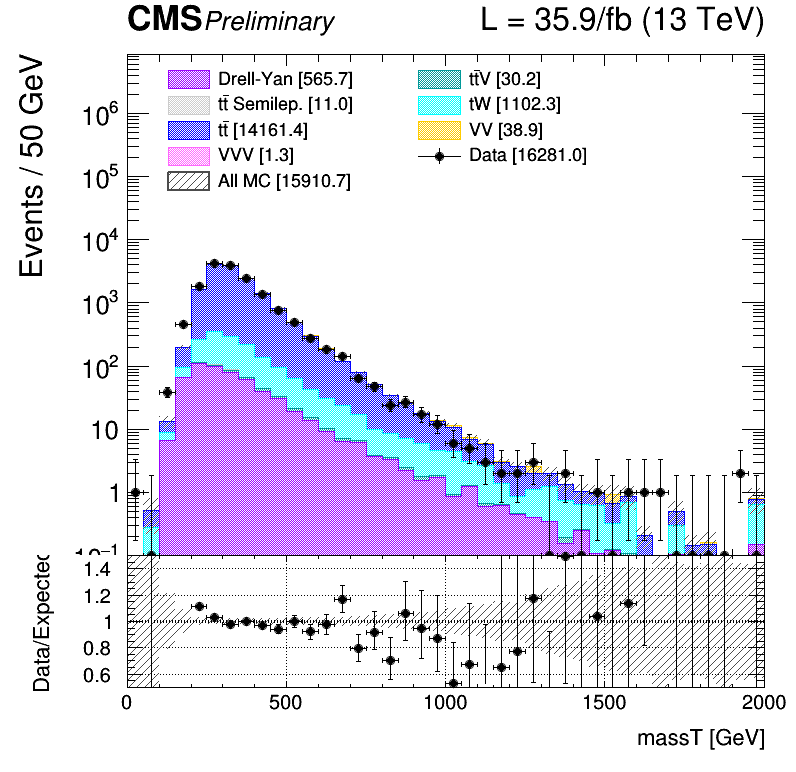 CMS Preliminary L = 35.9/fb (13 TeV)
Events / 50 GeV
Drell-Yan [565.7]
tt̄ Semilep. [11.0]
tt̄ [14161.4]
VVV [1.3]
All MC [15910.7]
tt̄V [30.2]
tW [1102.3]
VV [38.9]
Data [16281.0]
10⁶
10⁵
10⁴
10³
10²
10
1
10⁻¹
Data/Expected
1.4
1.2
1
0.8
0.6
0 500 1000 1500 2000
massT [GeV]